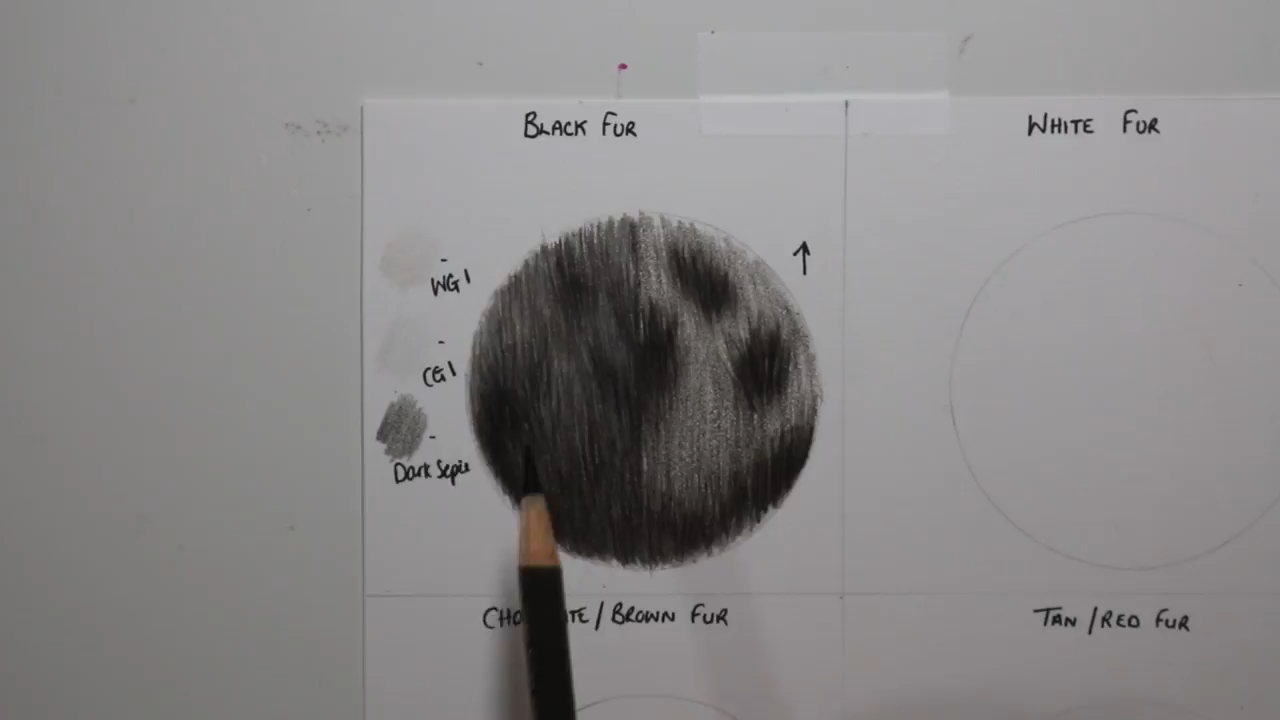 BLACK FUR
WHITE FUR
WG1
CG1
Dark Sepia
/BROWN FUR
TAN/RED FUR